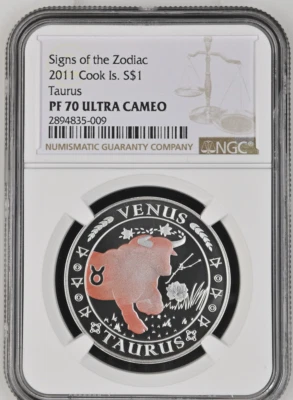 Signs of the Zodiac
2011 Cook Is. S$1
Taurus
PF 70 ULTRA CAMEO
2894835-009
NUMISMATIC GUARANTY COMPANY
NGC
VENUS
♉
TAURUS